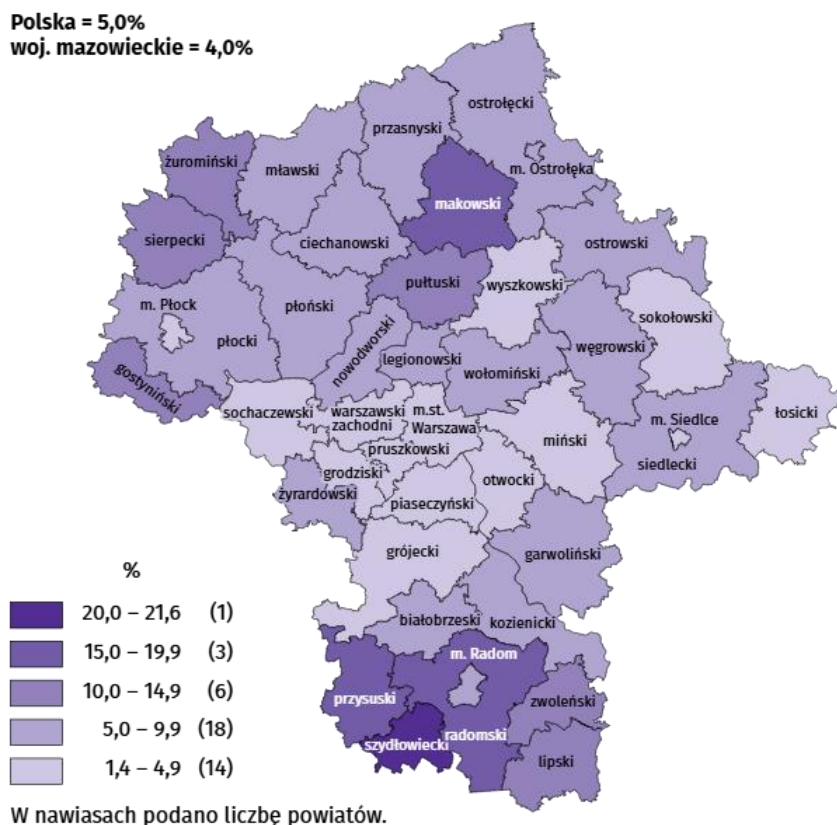 Polska = 5,0%
woj. mazowieckie = 4,0%
ostrołęcki
przasnyski
żuromiński
mławski
m. Ostrołęka
makowski
sierpecki
ciechanowski
ostrowski
pułtuski
wyszkowski
m. Płock
płoński
sokołowski
płocki
nowodworski
legionowski
węgrowski
wołomiński
gostyniński
sochaczewski
warszawski
zachodni
m.st.
Warszawa
m. Siedlce
łosicki
miński
pruszkowski
siedlecki
grodziski
otwocki
żyrardowski
piaseczyński
grójecki
garwoliński
białobrzeski
kozienicki
m. Radom
przysuski
zwoleński
szydłowiecki
radomski
lipski
%
20,0 – 21,6 (1)
15,0 – 19,9 (3)
10,0 – 14,9 (6)
5,0 – 9,9 (18)
1,4 – 4,9 (14)
W nawiasach podano liczbę powiatów.